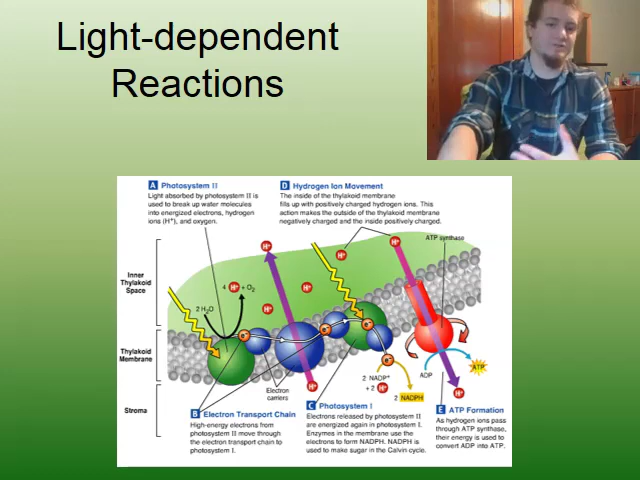 Light-dependent
Reactions
A Photosystem II
Light absorbed by photosystem II is
used to break up water molecules
into energized electrons, hydrogen
ions (H+), and oxygen.
D Hydrogen Ion Movement
The inside of the thylakoid membrane
fills up with positively charged hydrogen ions. This
action makes the outside of the thylakoid membrane
negatively charged and the inside positively charged.
ATP synthase
H+
H+
H+
Inner
Thylakoid
Space
4 H+ + O2
H+
H+
2 H2O
e-
e-
e-
Thylakoid
Membrane
e-
2 NADP+
+ 2 H+
2 NADPH
ADP
ATP
H+
H+
Electron
carriers
Stroma
B Electron Transport Chain
High-energy electrons from
photosystem II move through
the electron transport chain to
photosystem I.
C Photosystem I
Electrons released by photosystem II
are energized again in photosystem I.
Enzymes in the membrane use the
electrons to form NADPH. NADPH is
used to make sugar in the Calvin cycle.
E ATP Formation
As hydrogen ions pass
through ATP synthase,
their energy is used to
convert ADP into ATP.